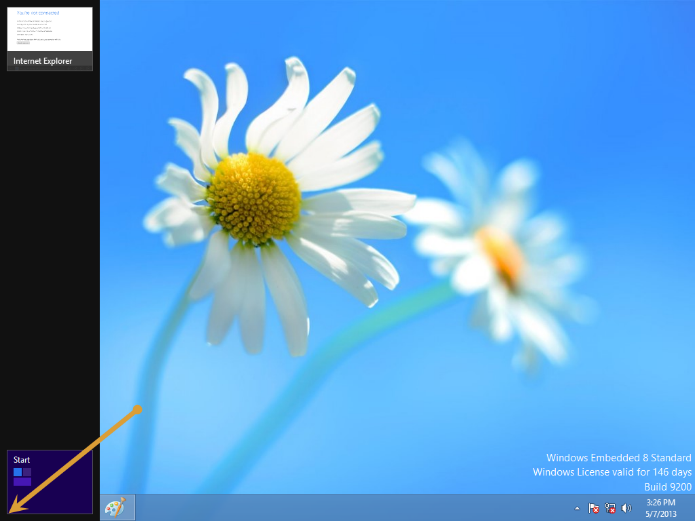 You're not connected
Internet Explorer
Start
Windows Embedded 8 Standard
Windows License valid for 146 days
Build 9200
3:26 PM
5/7/2013